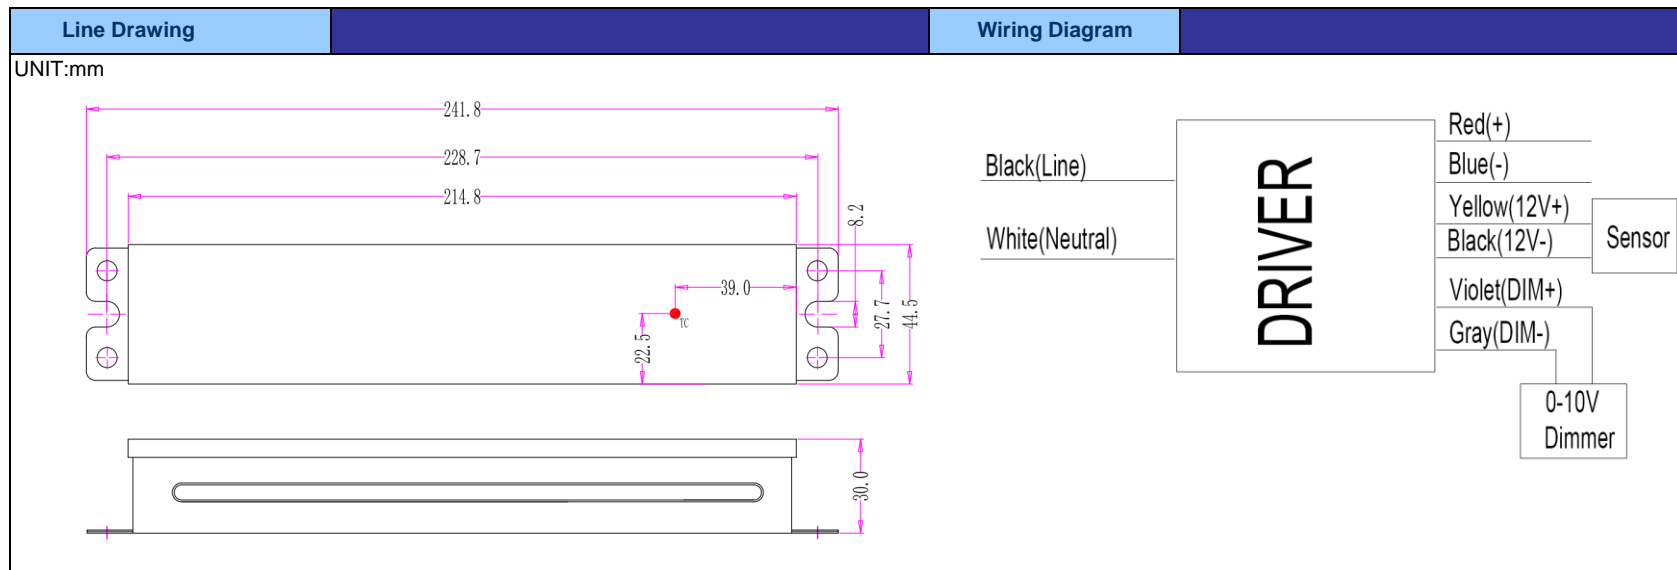 Line Drawing
Wiring Diagram
UNIT:mm
241.8
228.7
214.8
8.2
39.0
TC
22.5
27.7
44.5
30.0
Black(Line)
White(Neutral)
DRIVER
Red(+)
Blue(-)
Yellow(12V+)
Black(12V-)
Sensor
Violet(DIM+)
Gray(DIM-)
0-10V
Dimmer